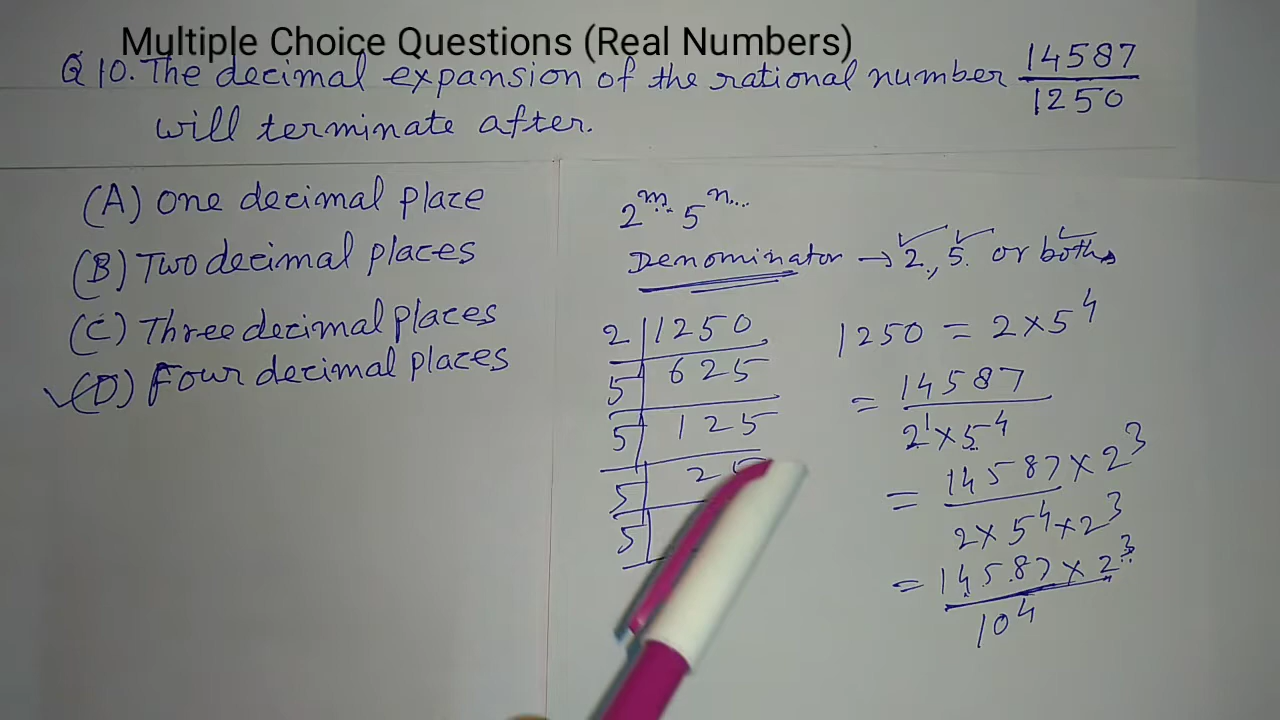 Multiple Choice Questions (Real Numbers)
Q 10. The decimal expansion of the rational number 14587/1250
will terminate after.
(A) One decimal place
(B) Two decimal places
(C) Three decimal places
(D) Four decimal places
2^m 5^n...
Denominator → 2, 5 or both
2 | 1250
5 | 625
5 | 125
5 | 25
5 |
1250 = 2 × 5^4
= 14587 / 2^1 × 5^4
= 14587 × 2^3 / 2 × 5^4 × 2^3
= 14587 × 2^3 / 10^4